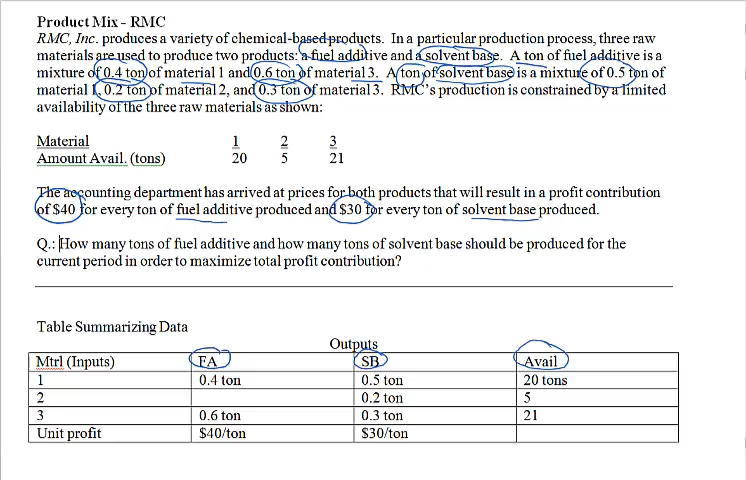 Product Mix - RMC
RMC, Inc. produces a variety of chemical-based products. In a particular production process, three raw
materials are used to produce two products: a fuel additive and a solvent base. A ton of fuel additive is a
mixture of 0.4 ton of material 1 and 0.6 ton of material 3. A ton of solvent base is a mixture of 0.5 ton of
material 1, 0.2 ton of material 2, and 0.3 ton of material 3. RMC's production is constrained by a limited
availability of the three raw materials as shown:
Material 1 2 3
Amount Avail. (tons) 20 5 21
The accounting department has arrived at prices for both products that will result in a profit contribution
of $40 for every ton of fuel additive produced and $30 for every ton of solvent base produced.
Q.: How many tons of fuel additive and how many tons of solvent base should be produced for the
current period in order to maximize total profit contribution?
Table Summarizing Data
Outputs
Mtrl (Inputs) FA SB Avail
1 0.4 ton 0.5 ton 20 tons
2 0.2 ton 5
3 0.6 ton 0.3 ton 21
Unit profit $40/ton $30/ton